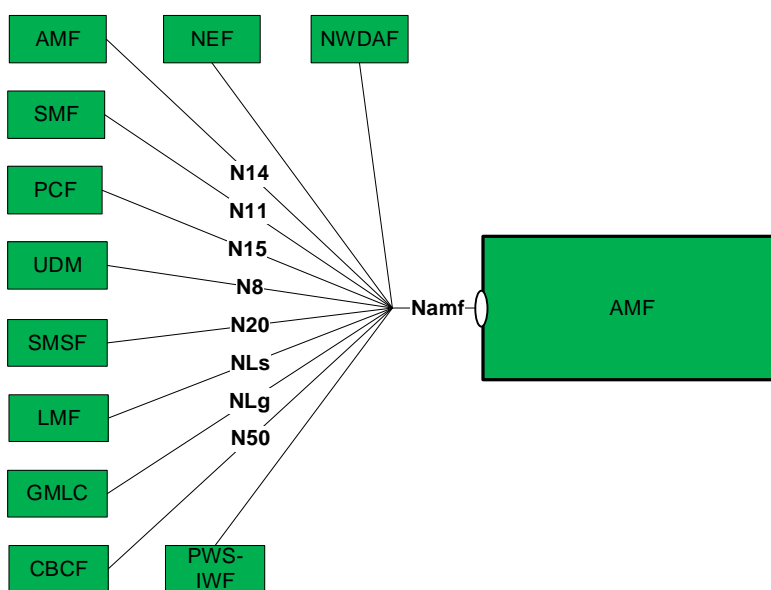 AMF
NEF
NWDAF
SMF
N14
N11
PCF
N15
UDM
N8
Namf
AMF
SMSF
N20
NLs
LMF
NLg
N50
GMLC
CBCF
PWS-
IWF